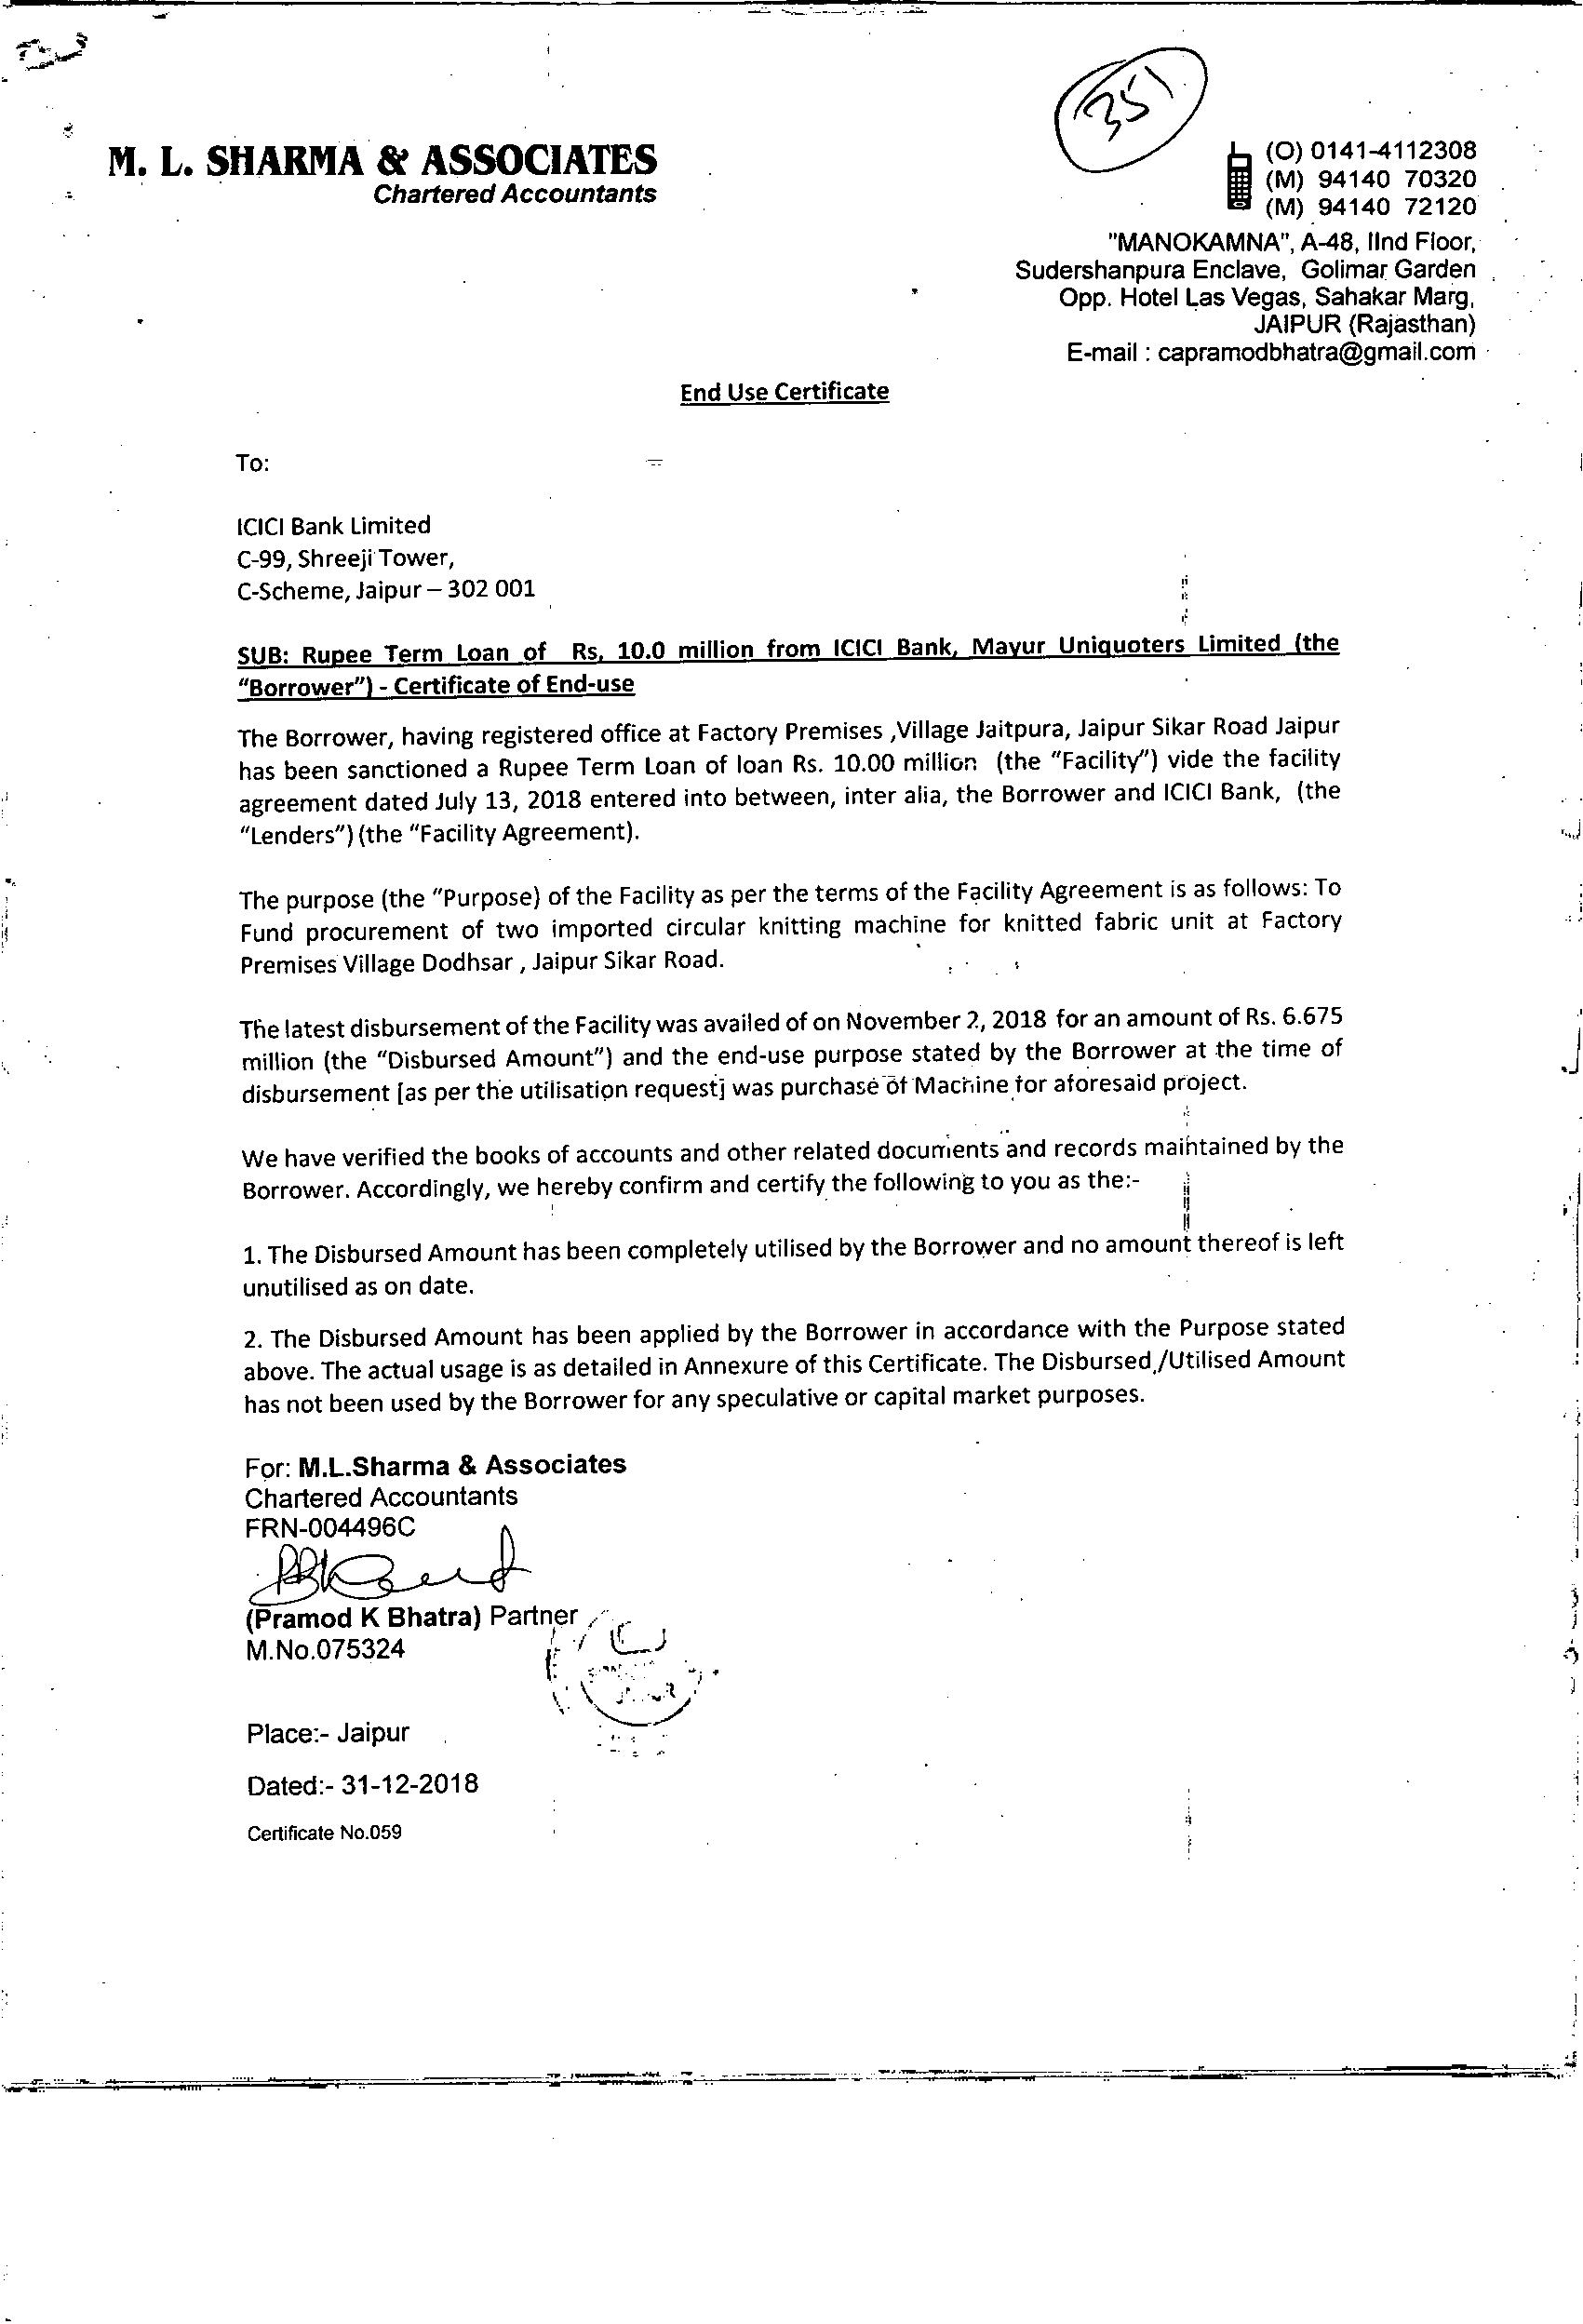 351
M. L. SHARMA & ASSOCIATES
Chartered Accountants
(O) 0141-4112308
(M) 94140 70320
(M) 94140 72120
"MANOKAMNA", A-48, IInd Floor,
Sudershanpura Enclave, Golimar Garden
Opp. Hotel Las Vegas, Sahakar Marg,
JAIPUR (Rajasthan)
E-mail : capramodbhatra@gmail.com
End Use Certificate
To:
ICICI Bank Limited
C-99, Shreeji Tower,
C-Scheme, Jaipur – 302 001
SUB: Rupee Term Loan of Rs. 10.0 million from ICICI Bank, Mayur Uniquoters Limited (the
“Borrower”) - Certificate of End-use
The Borrower, having registered office at Factory Premises ,Village Jaitpura, Jaipur Sikar Road Jaipur
has been sanctioned a Rupee Term Loan of loan Rs. 10.00 million (the “Facility”) vide the facility
agreement dated July 13, 2018 entered into between, inter alia, the Borrower and ICICI Bank, (the
“Lenders”) (the “Facility Agreement).
The purpose (the “Purpose) of the Facility as per the terms of the Facility Agreement is as follows: To
Fund procurement of two imported circular knitting machine for knitted fabric unit at Factory
Premises Village Dodhsar , Jaipur Sikar Road.
The latest disbursement of the Facility was availed of on November 2, 2018 for an amount of Rs. 6.675
million (the “Disbursed Amount”) and the end-use purpose stated by the Borrower at the time of
disbursement [as per the utilisation request] was purchase of Machine for aforesaid project.
We have verified the books of accounts and other related documents and records maintained by the
Borrower. Accordingly, we hereby confirm and certify the following to you as the:-
1. The Disbursed Amount has been completely utilised by the Borrower and no amount thereof is left
unutilised as on date.
2. The Disbursed Amount has been applied by the Borrower in accordance with the Purpose stated
above. The actual usage is as detailed in Annexure of this Certificate. The Disbursed,/Utilised Amount
has not been used by the Borrower for any speculative or capital market purposes.
For: M.L.Sharma & Associates
Chartered Accountants
FRN-004496C
(Pramod K Bhatra) Partner
M.No.075324
Place:- Jaipur
Dated:- 31-12-2018
Certificate No.059